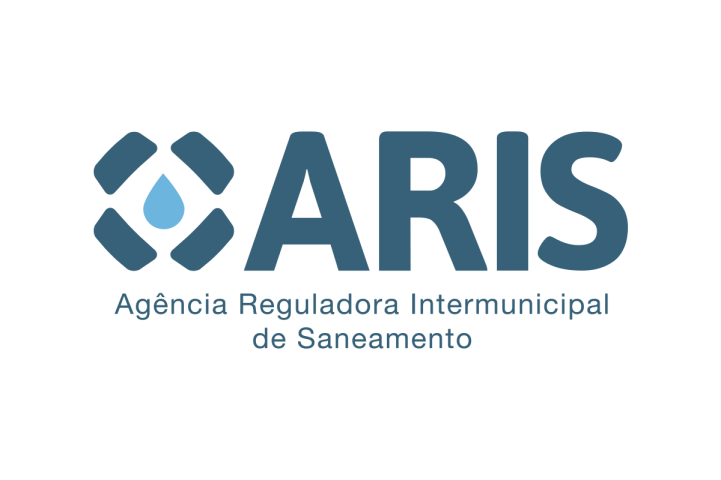 ARIS
Agência Reguladora Intermunicipal
de Saneamento